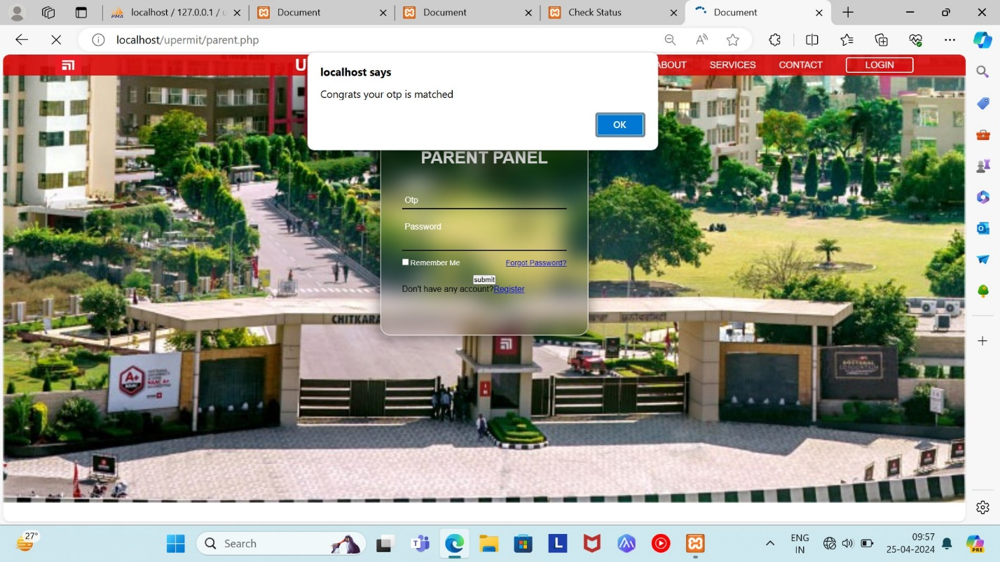 localhost / 127.0.0.1 / u
Document
Document
Check Status
Document
localhost/upermit/parent.php
U
ABOUT
SERVICES
CONTACT
LOGIN
localhost says
Congrats your otp is matched
OK
PARENT PANEL
Otp
Password
Remember Me
Forgot Password?
submit
Don't have any account?Register
CHITKARA
A+
27°
Search
ENG
IN
09:57
25-04-2024
PRE